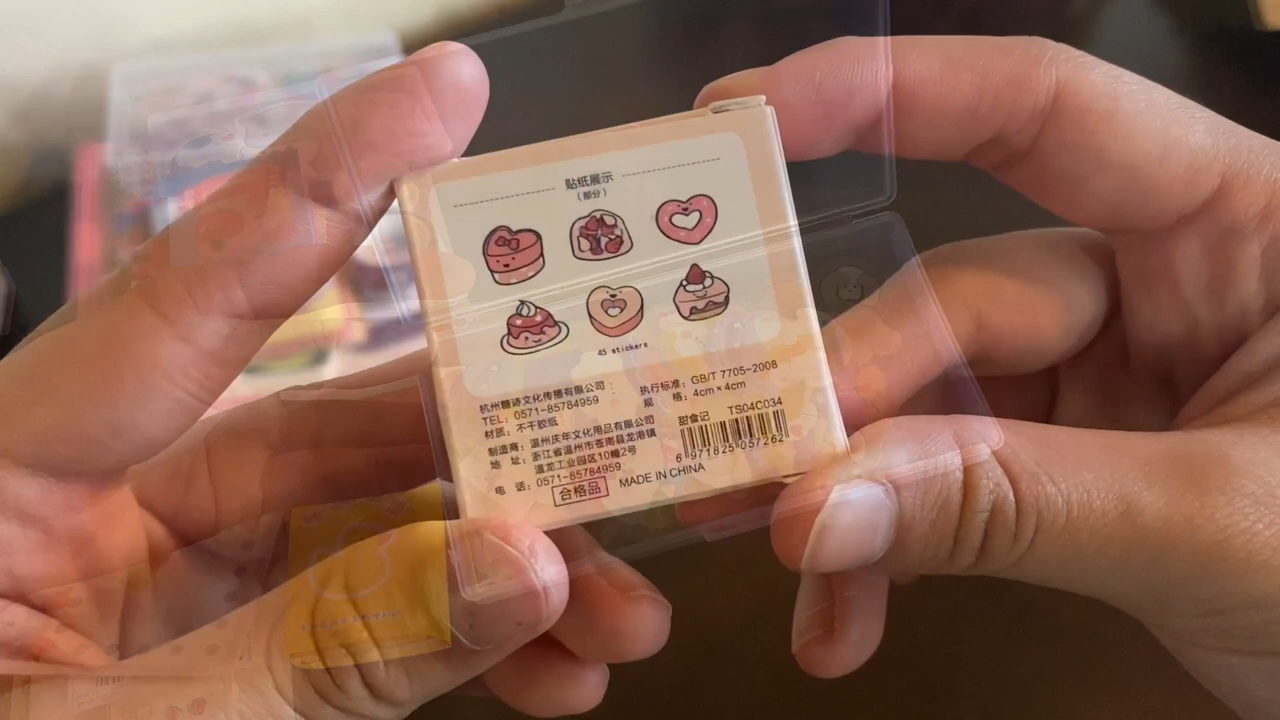 贴纸展示
(部分)
45 stickers
杭州糖诗文化传播有限公司
TEL: 0571-85784959
材质: 不干胶纸
制造商: 温州庆年文化用品有限公司
地 址: 浙江省温州市苍南县龙港镇
温龙工业园区10幢2号
电 话: 0571-85784959
合格品
MADE IN CHINA
执行标准: GB/T 7705-2008
规 格: 4cm×4cm
甜食记 TS04C034
6 971825 057262